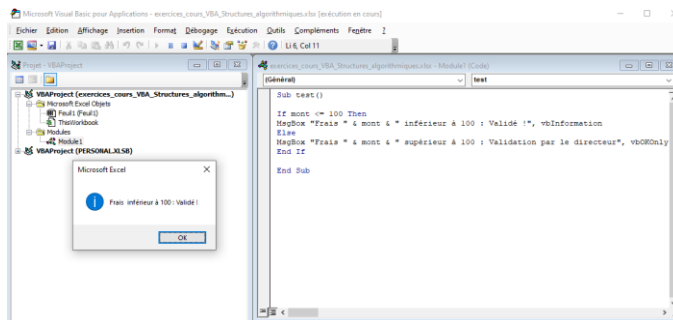 Microsoft Visual Basic pour Applications - exercices_cours_VBA_Structures_algorithmiques.xlsx [exécution en cours]
Fichier Edition Affichage Insertion Format Débogage Exécution Outils Compléments Fenêtre ?
Li 6, Col 11
Projet - VBAProject
VBAProject (exercices_cours_VBA_Structures_algorithm...)
Microsoft Excel Objets
Feuil1 (Feuil1)
ThisWorkbook
Modules
Module1
VBAProject (PERSONAL.XLSB)
Microsoft Excel
Frais  inférieur à 100 : Validé !
OK
exercices_cours_VBA_Structures_algorithmiques.xlsx - Module1 (Code)
(Général)
test
Sub test()
If mont <= 100 Then
MsgBox "Frais " & mont & " inférieur à 100 : Validé !", vbInformation
Else
MsgBox "Frais " & mont & " supérieur à 100 : Validation par le directeur", vbOKOnly
End If
End Sub